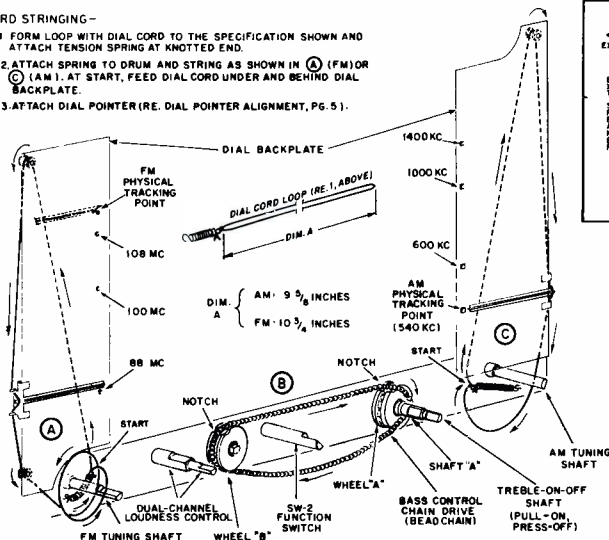 RD STRINGING-
FORM LOOP WITH DIAL CORD TO THE SPECIFICATION SHOWN AND
ATTACH TENSION SPRING AT KNOTTED END.
2. ATTACH SPRING TO DRUM AND STRING AS SHOWN IN Ⓐ (FM) OR
Ⓒ (AM). AT START, FEED DIAL CORD UNDER AND BEHIND DIAL
BACKPLATE.
3. ATTACH DIAL POINTER (RE. DIAL POINTER ALIGNMENT, PG. 5).
DIAL BACKPLATE
FM
PHYSICAL
TRACKING
POINT
108 MC
100 MC
88 MC
DIAL CORD LOOP (RE. 1, ABOVE)
DIM. A
DIM.
A
AM: 9 5/8 INCHES
FM: 10 3/4 INCHES
1400 KC
1000 KC
600 KC
AM
PHYSICAL
TRACKING
POINT
(540 KC)
START
C
AM TUNING
SHAFT
B
NOTCH
NOTCH
A
START
FM TUNING SHAFT
DUAL-CHANNEL
LOUDNESS CONTROL
WHEEL "B"
SW-2
FUNCTION
SWITCH
WHEEL "A"
SHAFT "A"
BASS CONTROL
CHAIN DRIVE
(BEAD CHAIN)
TREBLE-ON-OFF
SHAFT
(PULL-ON,
PRESS-OFF)